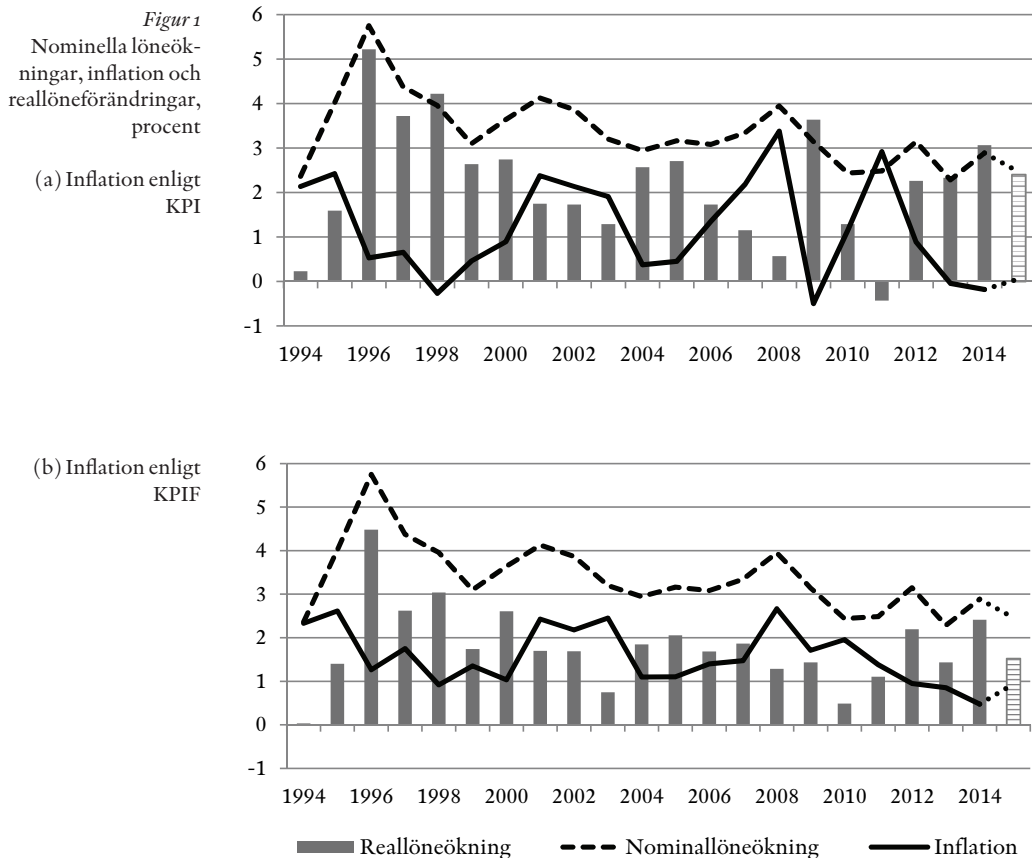 Figur 1
Nominella löneök-
ningar, inflation och
reallöneförändringar,
procent
(a) Inflation enligt
KPI
6
5
4
3
2
1
0
-1
1994 1996 1998 2000 2002 2004 2006 2008 2010 2012 2014
(b) Inflation enligt
KPIF
6
5
4
3
2
1
0
-1
1994 1996 1998 2000 2002 2004 2006 2008 2010 2012 2014
Reallöneökning Nominallöneökning Inflation